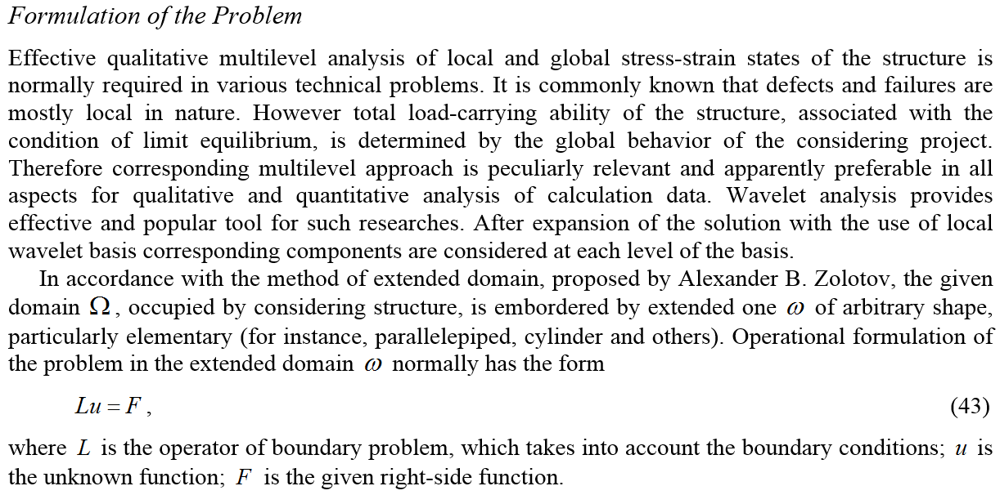 Formulation of the Problem
Effective qualitative multilevel analysis of local and global stress-strain states of the structure is
normally required in various technical problems. It is commonly known that defects and failures are
mostly local in nature. However total load-carrying ability of the structure, associated with the
condition of limit equilibrium, is determined by the global behavior of the considering project.
Therefore corresponding multilevel approach is peculiarly relevant and apparently preferable in all
aspects for qualitative and quantitative analysis of calculation data. Wavelet analysis provides
effective and popular tool for such researches. After expansion of the solution with the use of local
wavelet basis corresponding components are considered at each level of the basis.
In accordance with the method of extended domain, proposed by Alexander B. Zolotov, the given
domain Ω, occupied by considering structure, is embordered by extended one ω of arbitrary shape,
particularly elementary (for instance, parallelepiped, cylinder and others). Operational formulation of
the problem in the extended domain ω normally has the form
Lu = F, (43)
where L is the operator of boundary problem, which takes into account the boundary conditions; u is
the unknown function; F is the given right-side function.